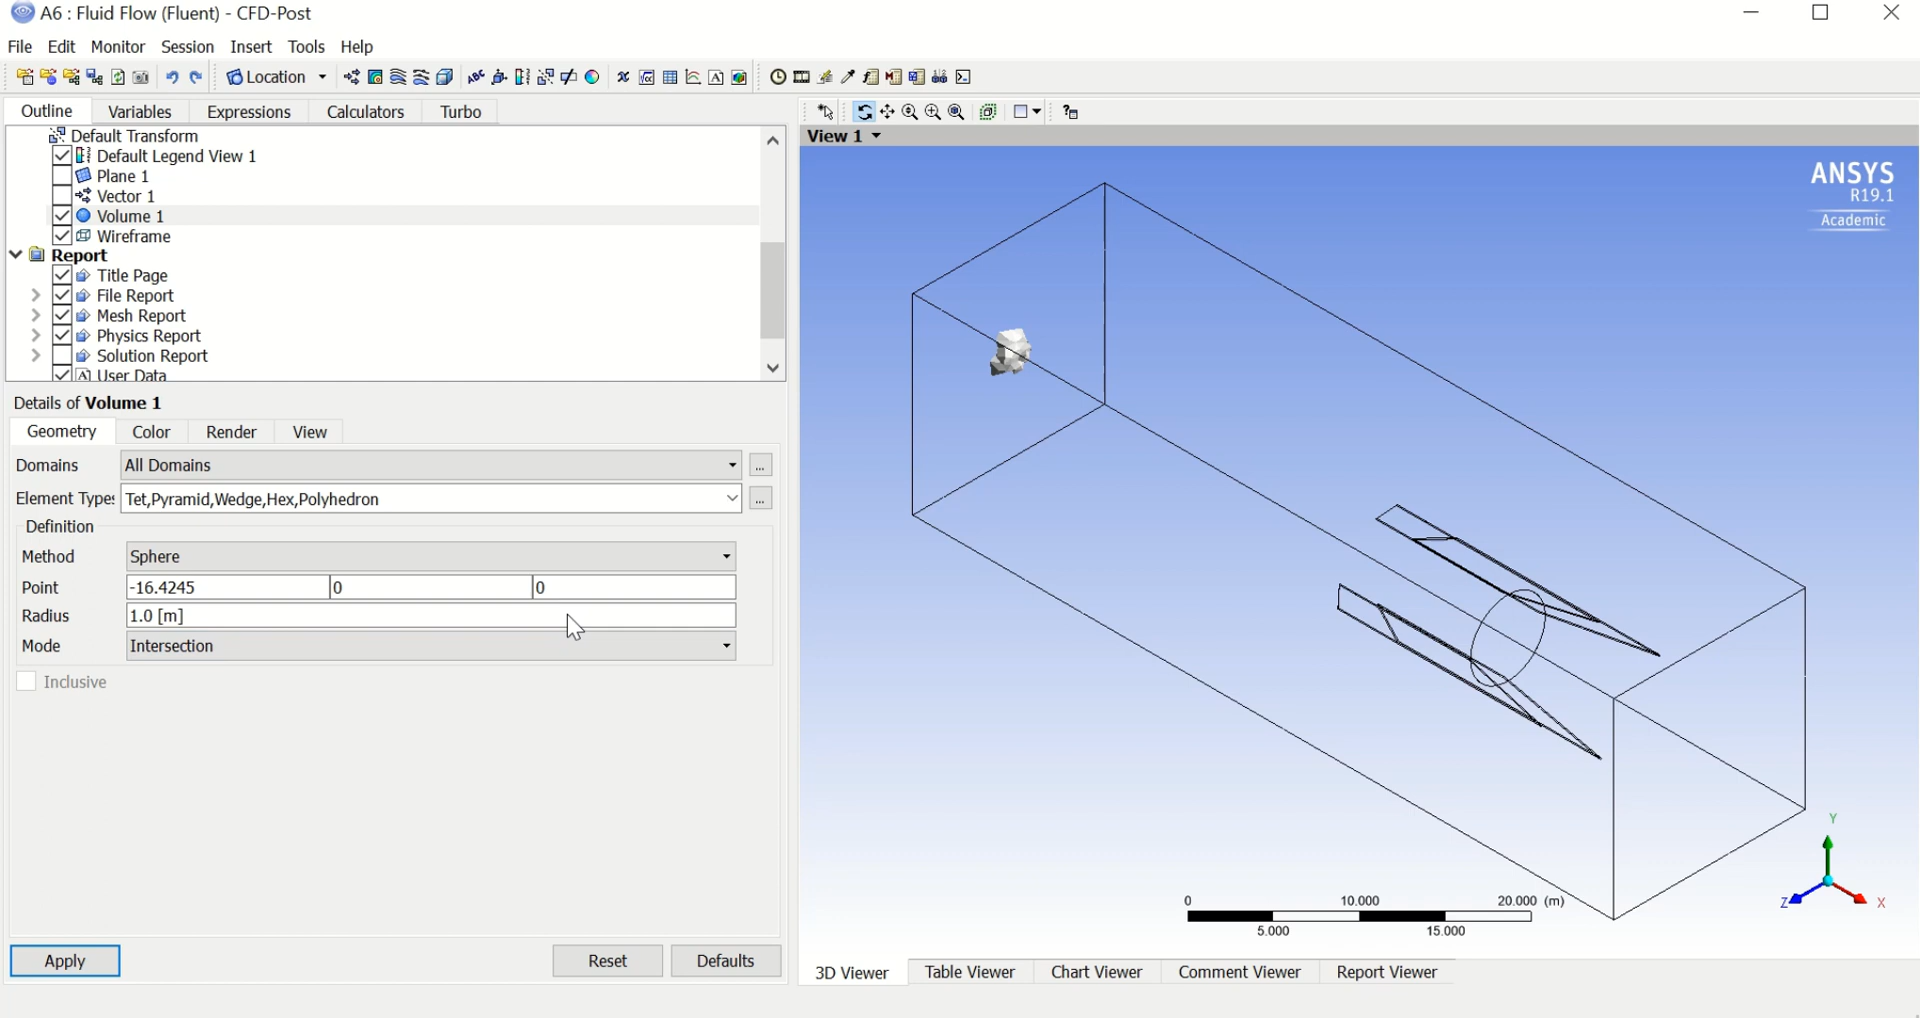 A6 : Fluid Flow (Fluent) - CFD-Post
File Edit Monitor Session Insert Tools Help
Location
Outline Variables Expressions Calculators Turbo
Default Transform
Default Legend View 1
Plane 1
Vector 1
Volume 1
Wireframe
Report
Title Page
File Report
Mesh Report
Physics Report
Solution Report
User Data
Details of Volume 1
Geometry Color Render View
Domains All Domains ...
Element Types Tet,Pyramid,Wedge,Hex,Polyhedron ...
Definition
Method Sphere
Point -16.4245 0 0
Radius 1.0 [m]
Mode Intersection
Inclusive
Apply Reset Defaults
View 1
ANSYS
R19.1
Academic
Y
Z X
0 10.000 20.000 (m)
5.000 15.000
3D Viewer Table Viewer Chart Viewer Comment Viewer Report Viewer